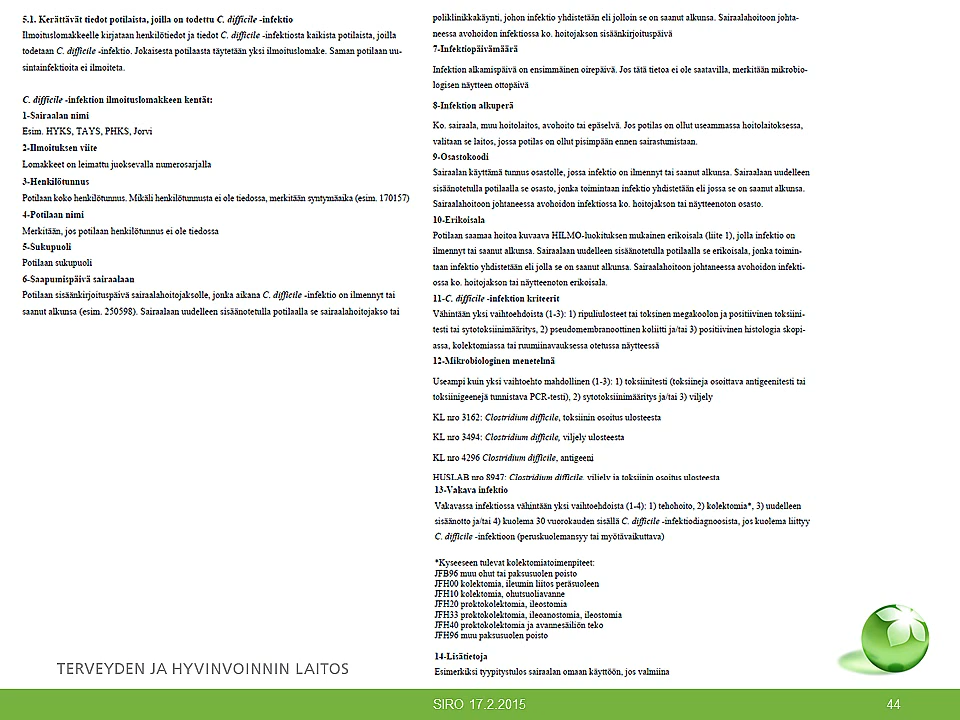 5.1. Kerättävät tiedot potilaista, joilla on todettu C. difficile -infektio
Ilmoituslomakkeelle kirjataan henkilötiedot ja tiedot C. difficile -infektiosta kaikista potilaista, joilla
todetaan C. difficile -infektio. Jokaisesta potilaasta täytetään yksi ilmoituslomake. Saman potilaan uu-
sintainfektioita ei ilmoiteta.
C. difficile -infektion ilmoituslomakkeen kentät:
1-Sairaalan nimi
Esim. HYKS, TAYS, PHKS, Jorvi
2-Ilmoituksen viite
Lomakkeet on leimattu juoksevalla numerosarjalla
3-Henkilötunnus
Potilaan koko henkilötunnus. Mikäli henkilötunnusta ei ole tiedossa, merkitään syntymäaika (esim. 170157)
4-Potilaan nimi
Merkitään, jos potilaan henkilötunnus ei ole tiedossa
5-Sukupuoli
Potilaan sukupuoli
6-Saapumispäivä sairaalaan
Potilaan sisäänkirjoituspäivä sairaalahoitojaksolle, jonka aikana C. difficile -infektio on ilmennyt tai
saanut alkunsa (esim. 250598). Sairaalaan uudelleen sisäänotetulla potilaalla se sairaalahoitojakso tai
poliklinikkakäynti, johon infektio yhdistetään eli jolloin se on saanut alkunsa. Sairaalahoitoon johta-
neessa avohoidon infektiossa ko. hoitojakson sisäänkirjoituspäivä
7-Infektiopäivämäärä
Infektion alkamispäivä on ensimmäinen oirepäivä. Jos tätä tietoa ei ole saatavilla, merkitään mikrobio-
logisen näytteen ottopäivä
8-Infektion alkuperä
Ko. sairaala, muu hoitolaitos, avohoito tai epäselvä. Jos potilas on ollut useammassa hoitolaitoksessa,
valitaan se laitos, jossa potilas on ollut pisimpään ennen sairastumistaan.
9-Osastokoodi
Sairaalan käyttämä tunnus osastolle, jossa infektio on ilmennyt tai saanut alkunsa. Sairaalaan uudelleen
sisäänotetulla potilaalla se osasto, jonka toimintaan infektio yhdistetään eli jossa se on saanut alkunsa.
Sairaalahoitoon johtaneessa avohoidon infektiossa ko. hoitojakson tai näytteenoton osasto.
10-Erikoisala
Potilaan saamaa hoitoa kuvaava HILMO-luokituksen mukainen erikoisala (liite 1), jolla infektio on
ilmennyt tai saanut alkunsa. Sairaalaan uudelleen sisäänotetulla potilaalla se erikoisala, jonka toimin-
taan infektio yhdistetään eli jolla se on saanut alkunsa. Sairaalahoitoon johtaneessa avohoidon infekti-
ossa ko. hoitojakson tai näytteenoton erikoisala.
11-C. difficile -infektion kriteerit
Vähintään yksi vaihtoehdoista (1-3): 1) ripuliulosteet tai toksinen megakoolon ja positiivinen toksiini-
testi tai sytotoksiinimääritys, 2) pseudomembranoottinen koliitti ja/tai 3) positiivinen histologia skopi-
assa, kolektomiassa tai ruumiinavauksessa otetussa näytteessä
12-Mikrobiologinen menetelmä
Useampi kuin yksi vaihtoehto mahdollinen (1-3): 1) toksiinitesti (toksiineja osoittava antigeenitesti tai
toksiinigeenejä tunnistava PCR-testi), 2) sytotoksiinimääritys ja/tai 3) viljely
KL nro 3162: Clostridium difficile, toksiinin osoitus ulosteesta
KL nro 3494: Clostridium difficile, viljely ulosteesta
KL nro 4296 Clostridium difficile, antigeeni
HUSLAB nro 8947: Clostridium difficile, viljely ja toksiinin osoitus ulosteesta
13-Vakava infektio
Vakavassa infektiossa vähintään yksi vaihtoehdoista (1-4): 1) tehohoito, 2) kolektomia*, 3) uudelleen
sisäänotto ja/tai 4) kuolema 30 vuorokauden sisällä C. difficile -infektiodiagnoosista, jos kuolema liittyy
C. difficile -infektioon (peruskuolemansyy tai myötävaikuttava)
*Kyseeseen tulevat kolektomiatoimenpiteet:
JFB96 muu ohut tai paksusuolen poisto
JFH00 kolektomia, ileumin liitos peräsuoleen
JFH10 kolektomia, ohutsuoliavanne
JFH20 proktokolektomia, ileostomia
JFH33 proktokolektomia, ileoanostomia, ileostomia
JFH40 proktokolektomia ja avannesäiliön teko
JFH96 muu paksusuolen poisto
14-Lisätietoja
Esimerkiksi tyypitystulos sairaalan omaan käyttöön, jos valmiina
TERVEYDEN JA HYVINVOINNIN LAITOS
SIRO 17.2.2015
44